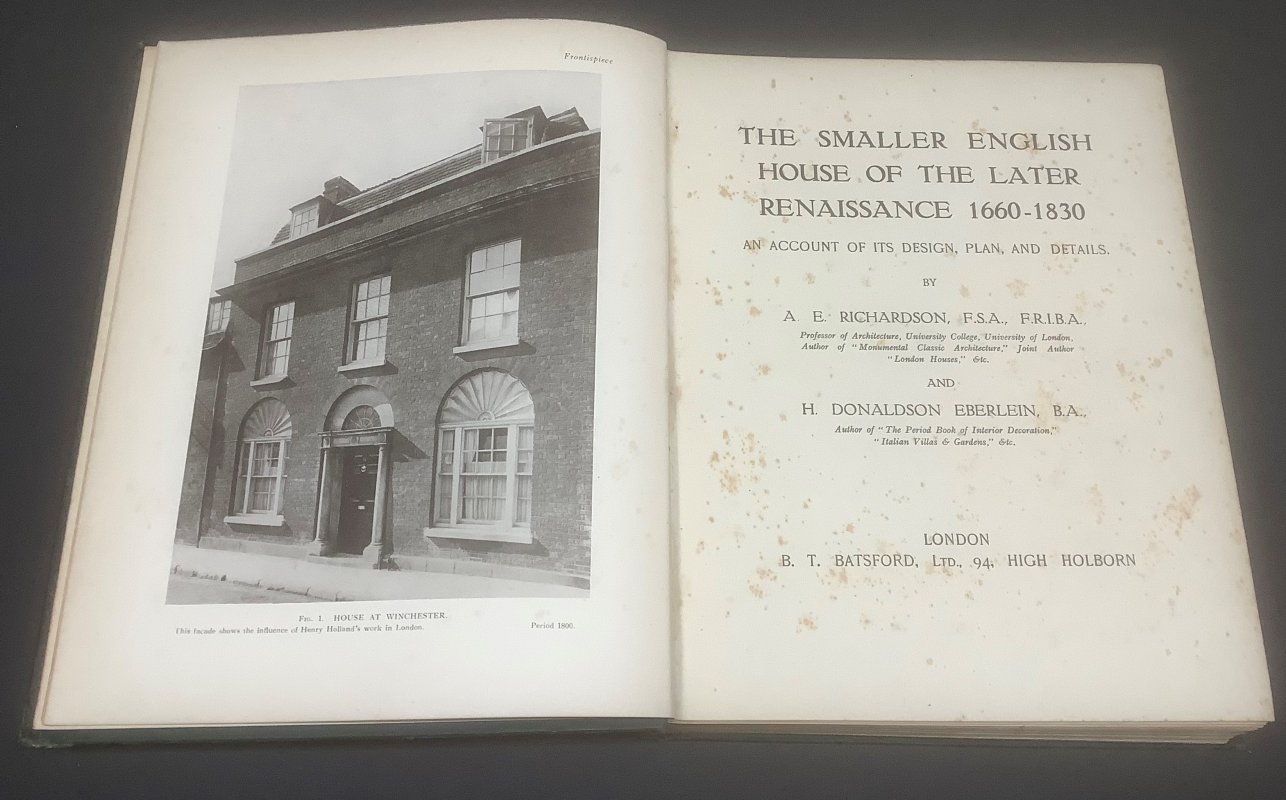 Frontispiece
Fig. 1. HOUSE AT WINCHESTER.
This façade shows the influence of Henry Holland's work in London. Period 1800.
THE SMALLER ENGLISH
HOUSE OF THE LATER
RENAISSANCE 1660-1830
AN ACCOUNT OF ITS DESIGN, PLAN, AND DETAILS.
BY
A. E. RICHARDSON, F.S.A., F.R.I.B.A.,
Professor of Architecture, University College, University of London,
Author of "Monumental Classic Architecture," Joint Author
"London Houses," &c.
AND
H. DONALDSON EBERLEIN, B.A.,
Author of "The Period Book of Interior Decoration,"
"Italian Villas & Gardens," &c.
LONDON
B. T. BATSFORD, LTD., 94, HIGH HOLBORN